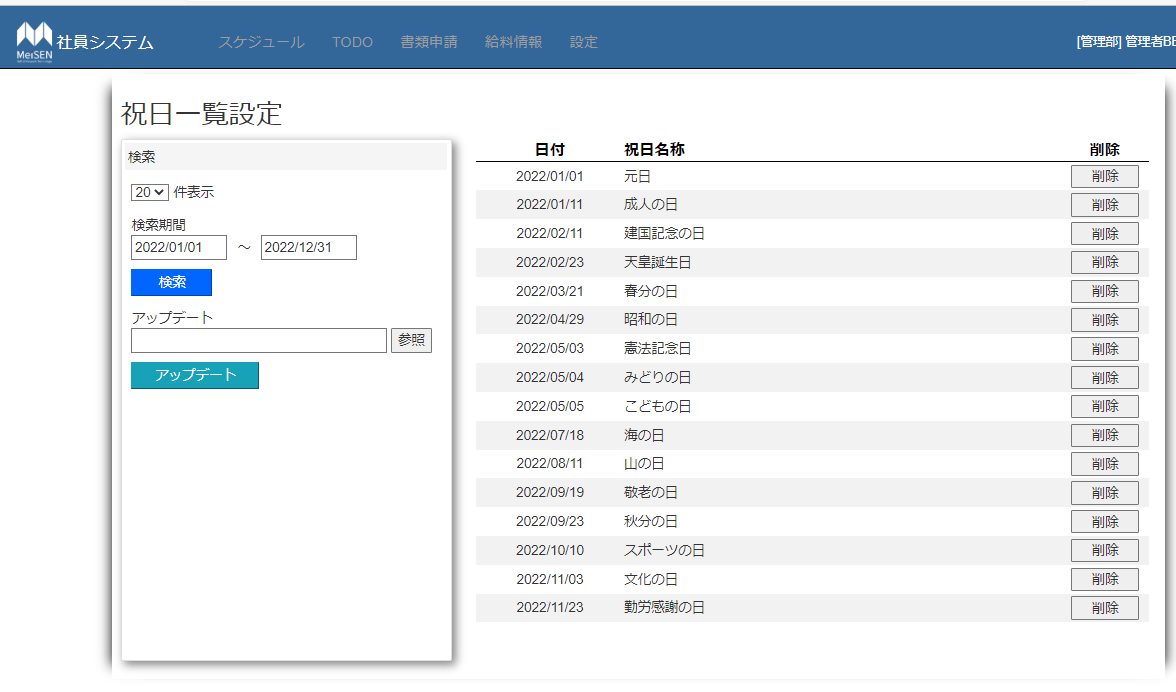 MerSEN
社員システム
スケジュール TODO 書類申請 給料情報 設定
[管理部] 管理者BE
祝日一覧設定
検索
20 件表示
検索期間
2022/01/01 ～ 2022/12/31
検索
アップデート
参照
アップデート
日付 祝日名称 削除
2022/01/01 元日 削除
2022/01/11 成人の日 削除
2022/02/11 建国記念の日 削除
2022/02/23 天皇誕生日 削除
2022/03/21 春分の日 削除
2022/04/29 昭和の日 削除
2022/05/03 憲法記念日 削除
2022/05/04 みどりの日 削除
2022/05/05 こどもの日 削除
2022/07/18 海の日 削除
2022/08/11 山の日 削除
2022/09/19 敬老の日 削除
2022/09/23 秋分の日 削除
2022/10/10 スポーツの日 削除
2022/11/03 文化の日 削除
2022/11/23 勤労感謝の日 削除